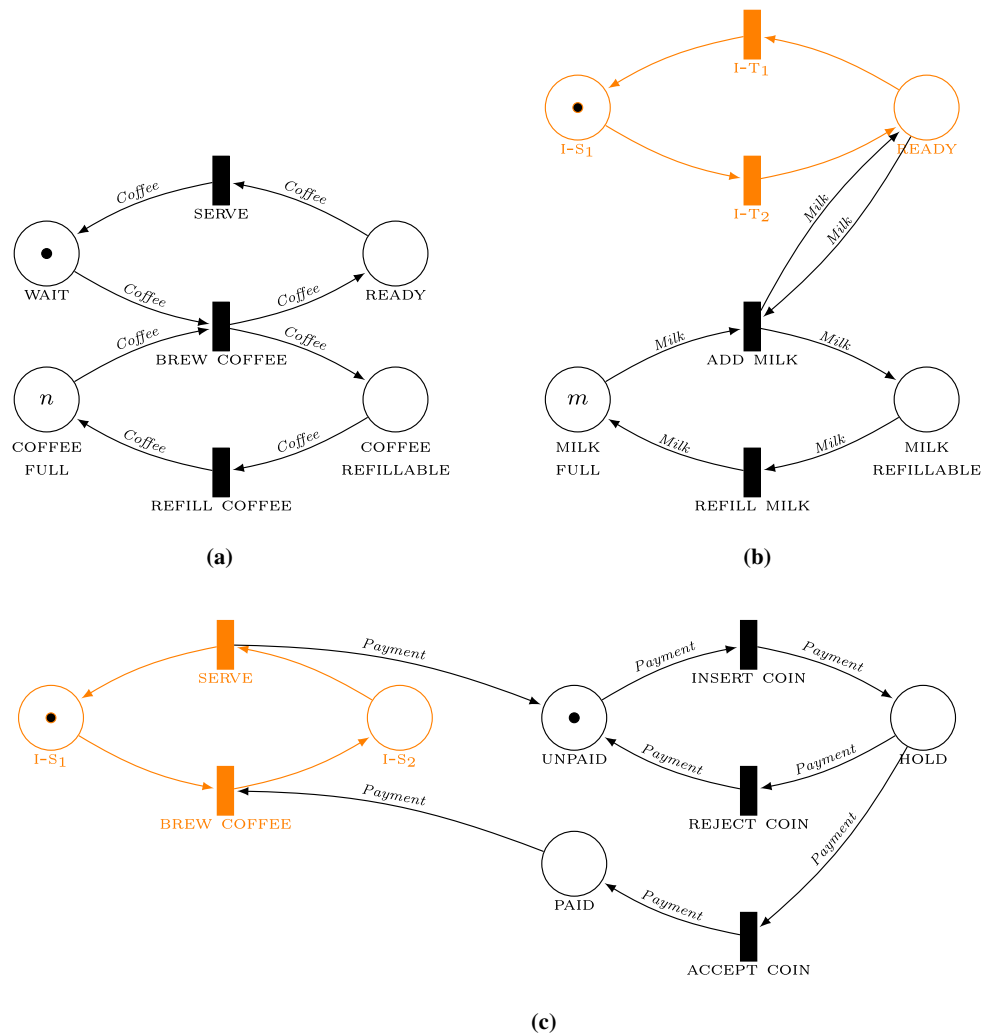 Coffee
Coffee
SERVE
WAIT
READY
Coffee
Coffee
Coffee
Coffee
BREW COFFEE
n
COFFEE
FULL
COFFEE
REFILLABLE
Coffee
Coffee
REFILL COFFEE
(a)
I-T1
I-S1
READY
I-T2
Milk
Milk
Milk
Milk
ADD MILK
m
MILK
FULL
MILK
REFILLABLE
Milk
Milk
REFILL MILK
(b)
SERVE
Payment
Payment
Payment
INSERT COIN
I-S1
I-S2
UNPAID
HOLD
Payment
Payment
BREW COFFEE
Payment
REJECT COIN
Payment
PAID
Payment
ACCEPT COIN
(c)